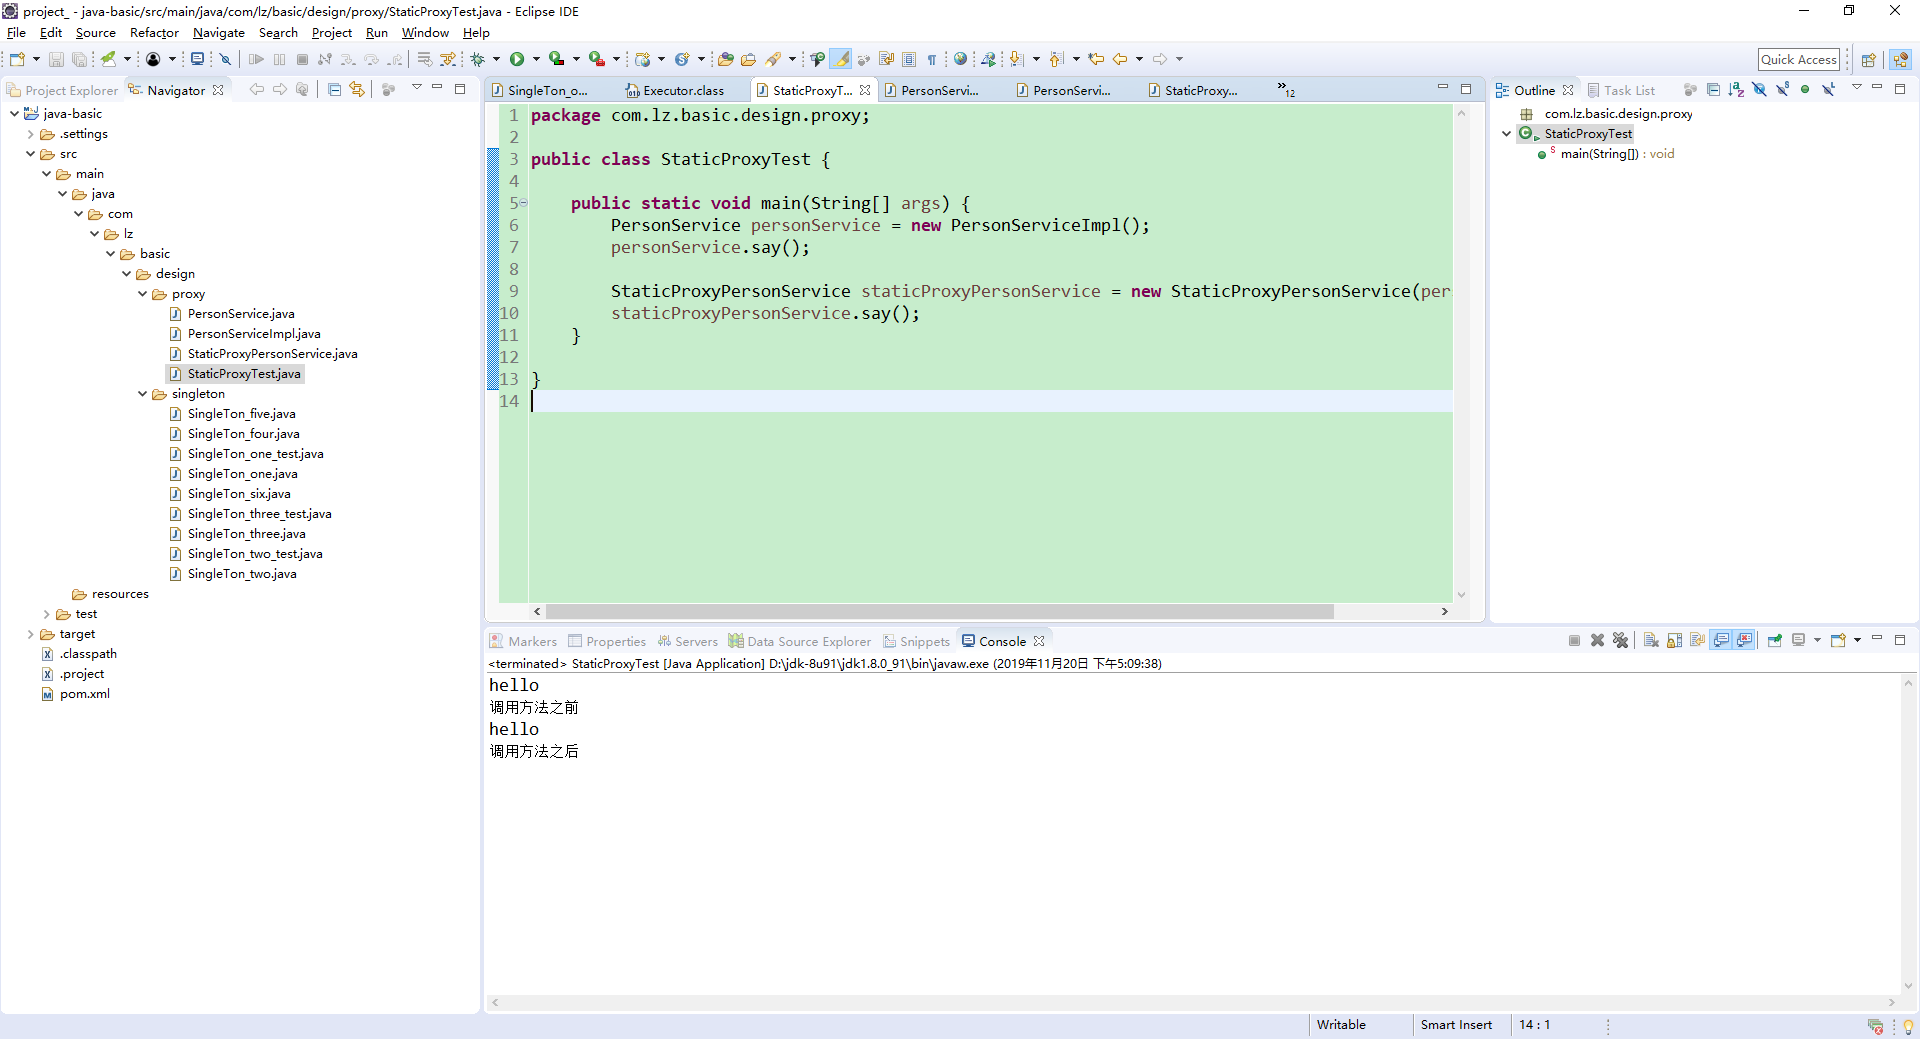 project_ - java-basic/src/main/java/com/lz/basic/design/proxy/StaticProxyTest.java - Eclipse IDE
File Edit Source Refactor Navigate Search Project Run Window Help
Quick Access
Project Explorer Navigator
java-basic
.settings
src
main
java
com
lz
basic
design
proxy
PersonService.java
PersonServiceImpl.java
StaticProxyPersonService.java
StaticProxyTest.java
singleton
SingleTon_five.java
SingleTon_four.java
SingleTon_one_test.java
SingleTon_one.java
SingleTon_six.java
SingleTon_three_test.java
SingleTon_three.java
SingleTon_two_test.java
SingleTon_two.java
resources
test
target
.classpath
.project
pom.xml
SingleTon_o... Executor.class StaticProxyT... PersonServi... PersonServi... StaticProxy... »12
1 package com.lz.basic.design.proxy;
2
3 public class StaticProxyTest {
4
5 public static void main(String[] args) {
6 PersonService personService = new PersonServiceImpl();
7 personService.say();
8
9 StaticProxyPersonService staticProxyPersonService = new StaticProxyPersonService(per
10 staticProxyPersonService.say();
11 }
12
13 }
14
Outline Task List
com.lz.basic.design.proxy
StaticProxyTest
main(String[]) : void
Markers Properties Servers Data Source Explorer Snippets Console
<terminated> StaticProxyTest [Java Application] D:\jdk-8u91\jdk1.8.0_91\bin\javaw.exe (2019年11月20日 下午5:09:38)
hello
调用方法之前
hello
调用方法之后
Writable Smart Insert 14 : 1